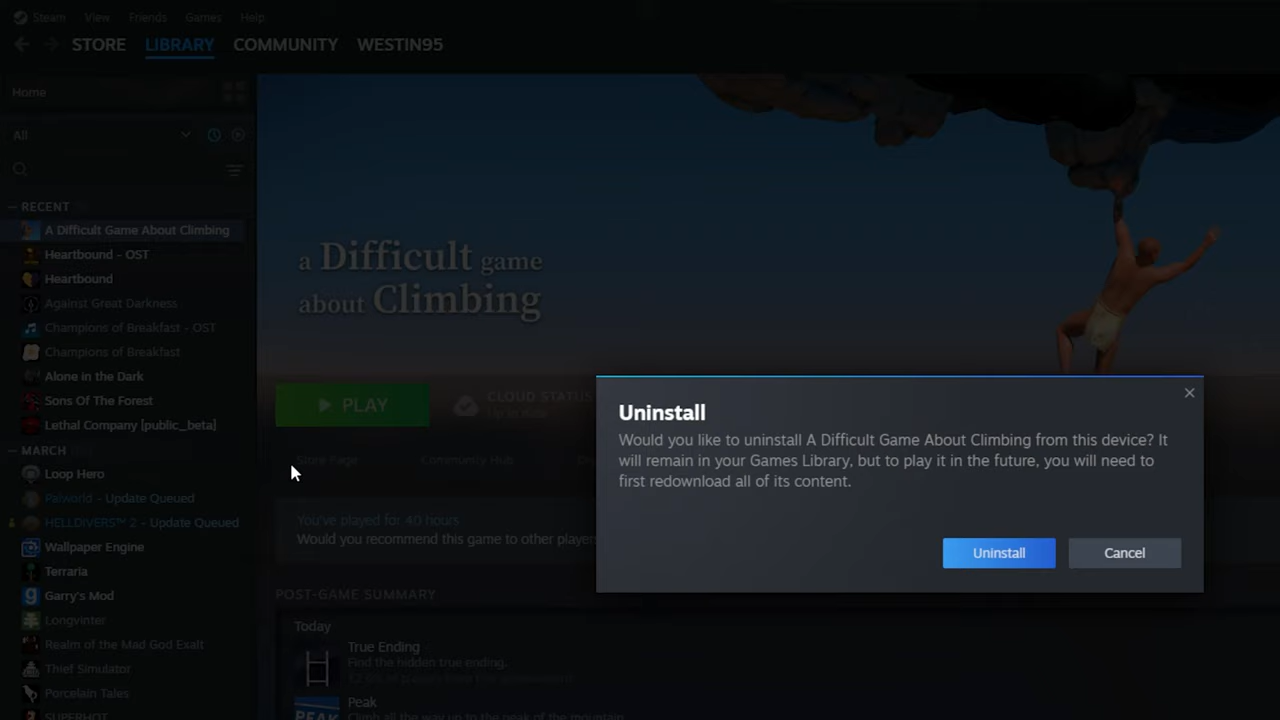 Steam View Friends Games Help
STORE LIBRARY COMMUNITY WESTIN95
Home
All
RECENT
A Difficult Game About Climbing
Heartbound - OST
Heartbound
Against Great Darkness
Champions of Breakfast - OST
Champions of Breakfast
Alone in the Dark
Sons Of The Forest
Lethal Company [public_beta]
MARCH
Loop Hero
Palworld - Update Queued
HELLDIVERS™ 2 - Update Queued
Wallpaper Engine
Terraria
Garry's Mod
Longvinter
Realm of the Mad God Exalt
Thief Simulator
Porcelain Tales
SUPERHOT
a Difficult game
about Climbing
PLAY
CLOUD STATUS
Up to date
Store Page Community Hub
You've played for 40 hours
Would you recommend this game to other players
POST-GAME SUMMARY
Today
True Ending
Find the hidden true ending.
Peak
PEAK
Climb all the way up to the peak of the mountain.
Uninstall
Would you like to uninstall A Difficult Game About Climbing from this device? It
will remain in your Games Library, but to play it in the future, you will need to
first redownload all of its content.
Uninstall Cancel